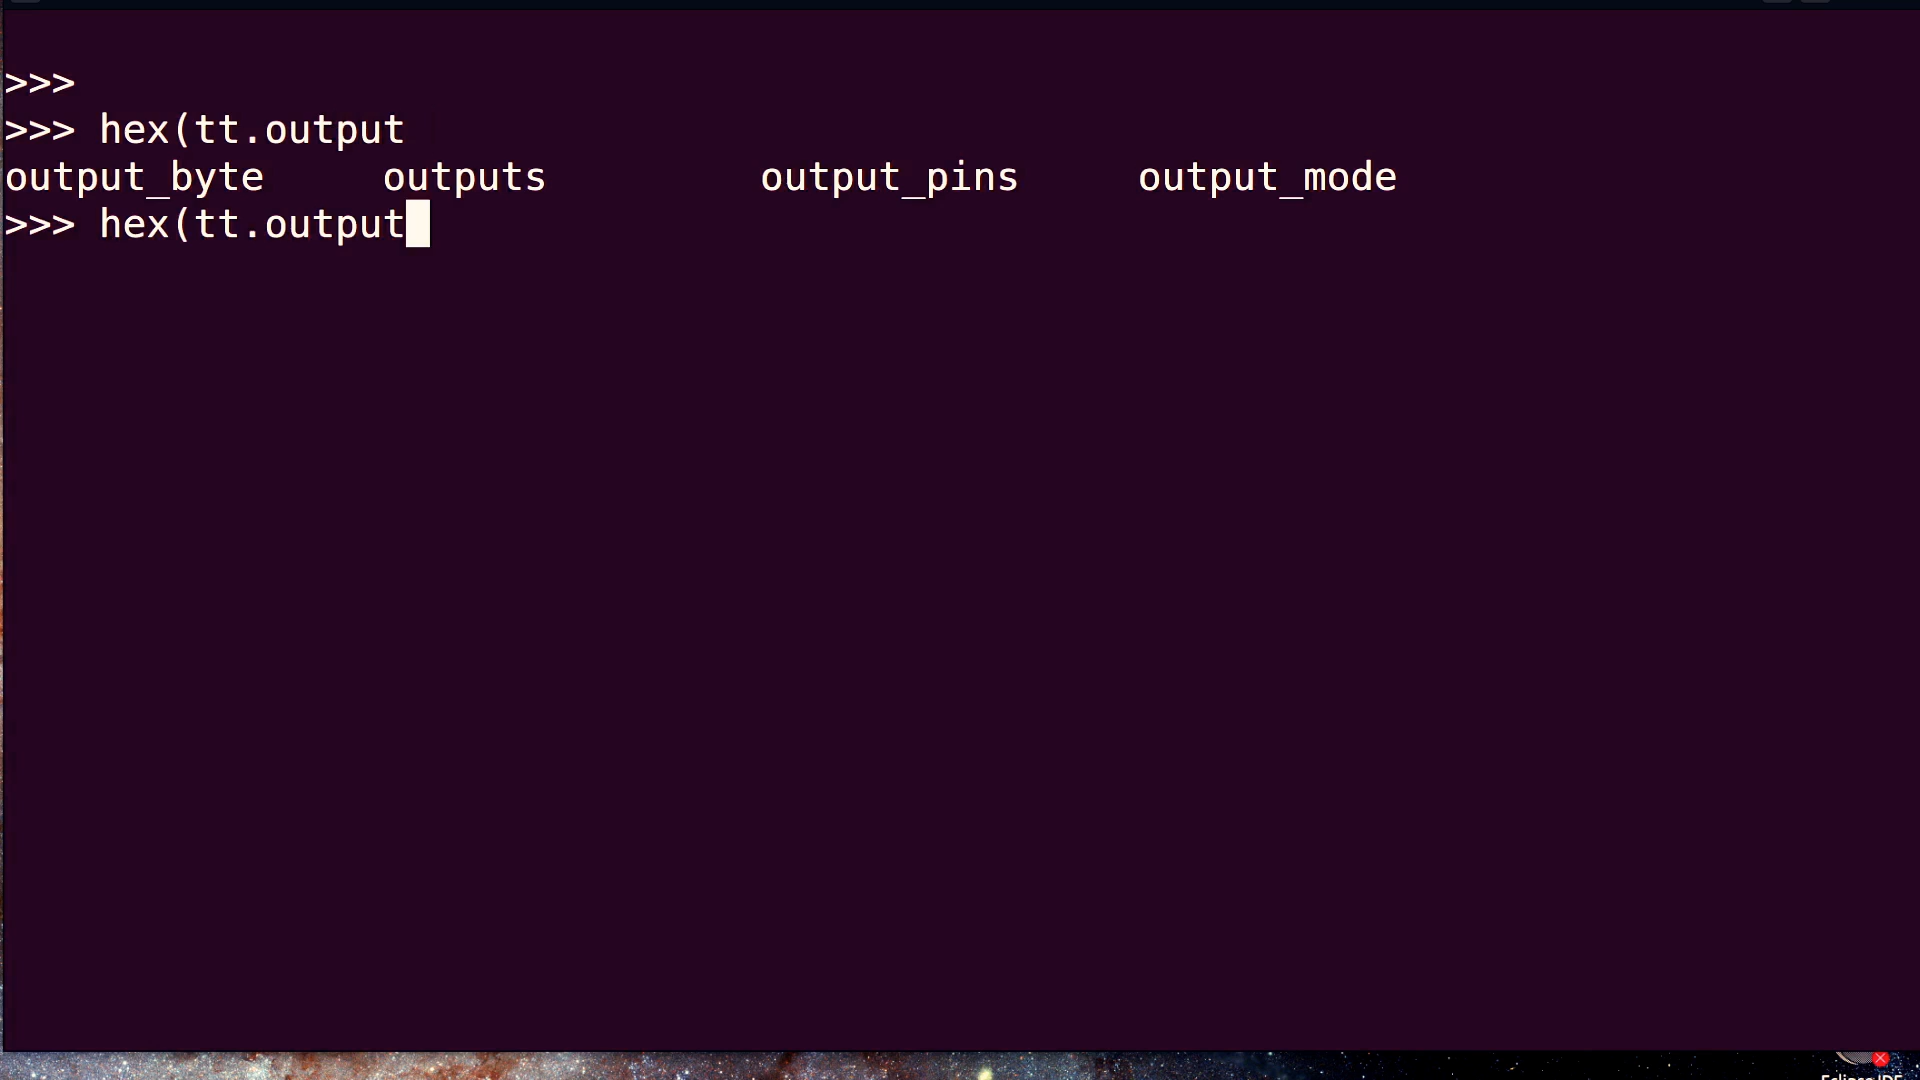 >>>
>>> hex(tt.output
output_byte outputs output_pins output_mode
>>> hex(tt.output